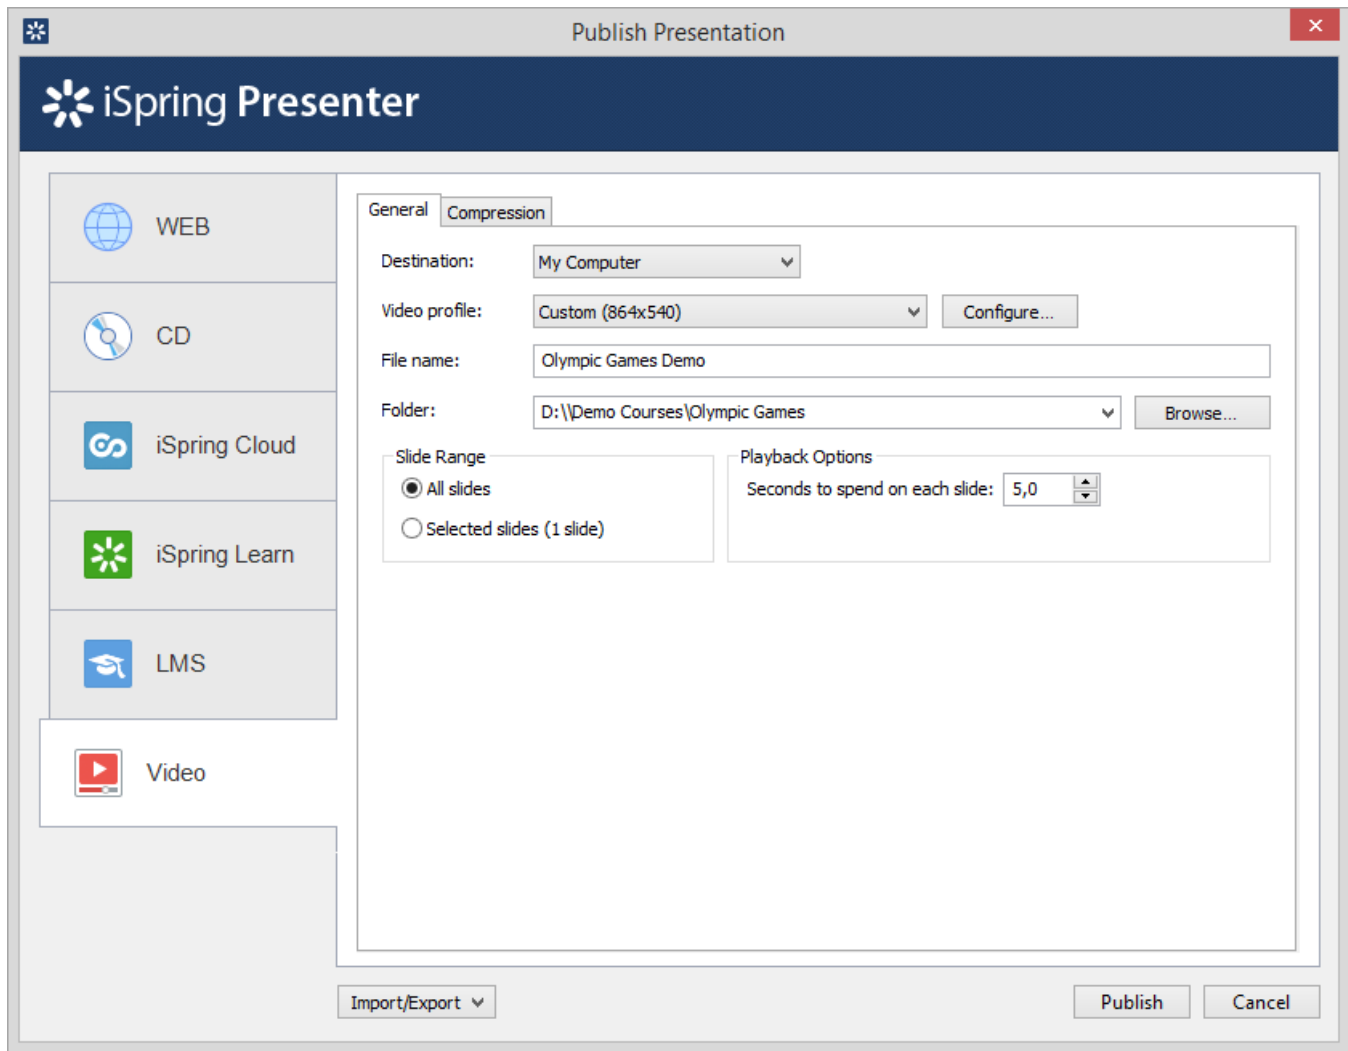 Publish Presentation
iSpring Presenter
WEB
CD
iSpring Cloud
iSpring Learn
LMS
Video
General Compression
Destination: My Computer
Video profile: Custom (864x540) Configure...
File name: Olympic Games Demo
Folder: D:\\Demo Courses\Olympic Games Browse...
Slide Range Playback Options
All slides Seconds to spend on each slide: 5,0
Selected slides (1 slide)
Import/Export Publish Cancel